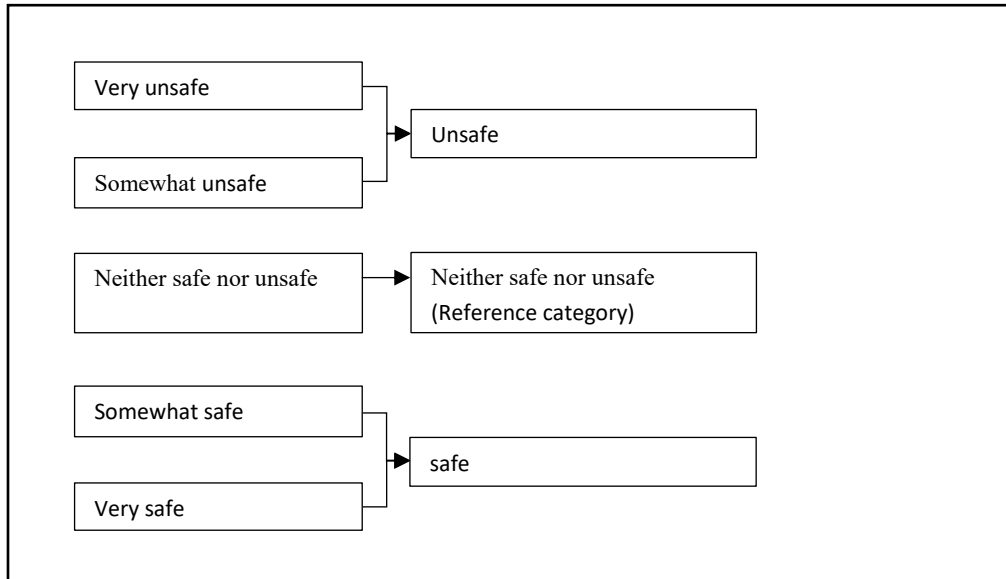 Very unsafe
Unsafe
Somewhat unsafe
Neither safe nor unsafe
Neither safe nor unsafe
(Reference category)
Somewhat safe
safe
Very safe